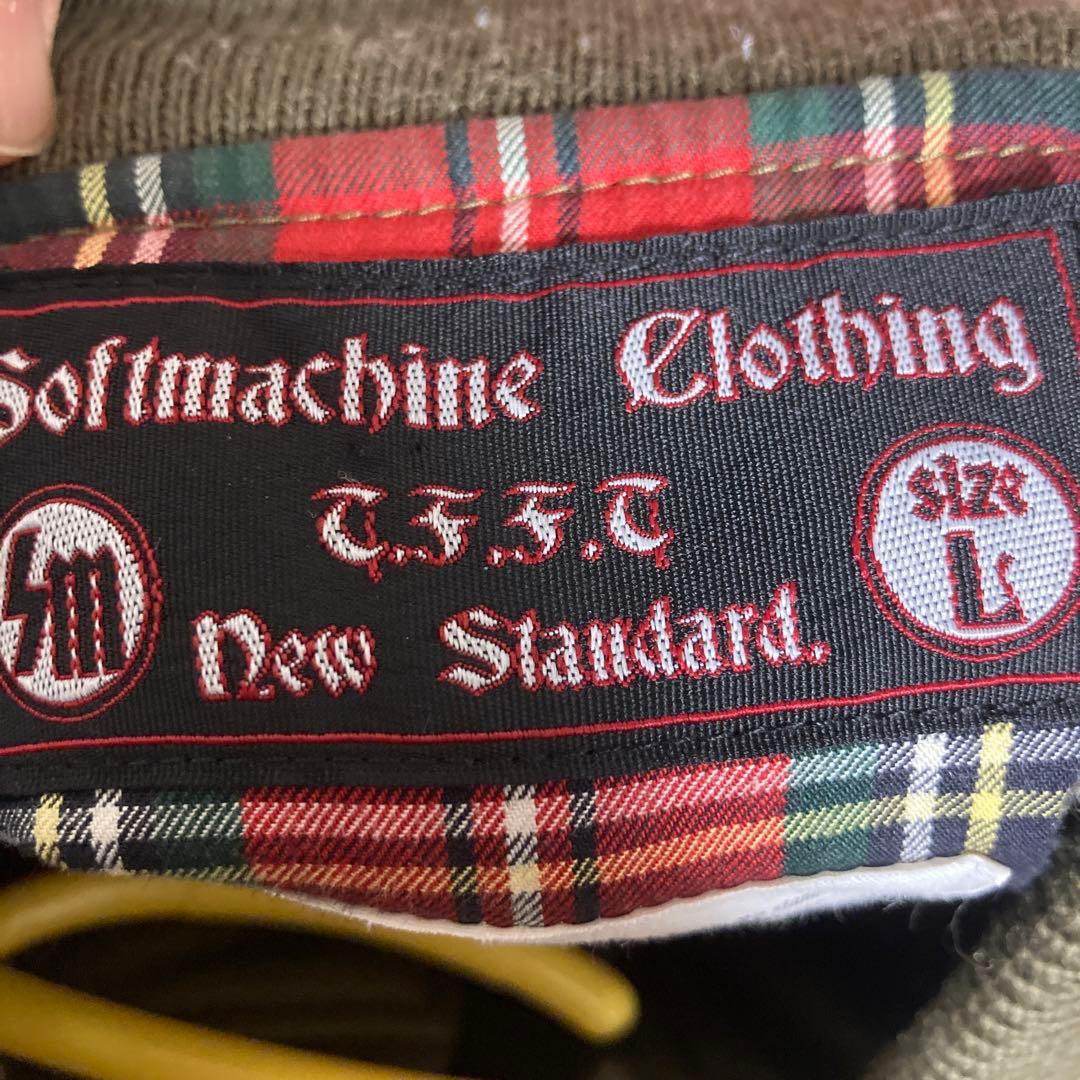 Softmachine Clothing
T.F.F.T
SM
size
L
New Standard.